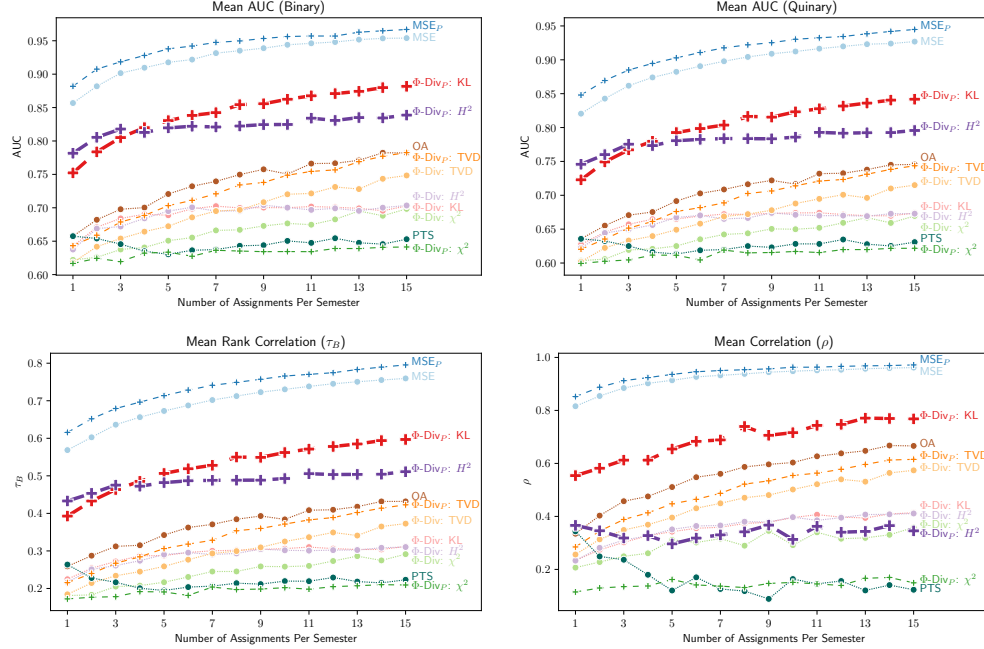 Mean AUC (Binary)
AUC
0.95
0.90
0.85
0.80
0.75
0.70
0.65
0.60
MSE_P
MSE
Φ-Div_P: KL
Φ-Div_P: H²
OA
Φ-Div_P: TVD
Φ-Div: TVD
Φ-Div: H²
Φ-Div: KL
Φ-Div: χ²
PTS
Φ-Div_P: χ²
1 3 5 7 9 11 13 15
Number of Assignments Per Semester
Mean AUC (Quinary)
AUC
0.95
0.90
0.85
0.80
0.75
0.70
0.65
0.60
MSE_P
MSE
Φ-Div_P: KL
Φ-Div_P: H²
OA
Φ-Div_P: TVD
Φ-Div: TVD
Φ-Div: KL
Φ-Div: H²
Φ-Div: χ²
PTS
Φ-Div_P: χ²
1 3 5 7 9 11 13 15
Number of Assignments Per Semester
Mean Rank Correlation (τ_B)
τ_B
0.8
0.7
0.6
0.5
0.4
0.3
0.2
MSE_P
MSE
Φ-Div_P: KL
Φ-Div_P: H²
OA
Φ-Div_P: TVD
Φ-Div: TVD
Φ-Div: KL
Φ-Div: H²
Φ-Div: χ²
PTS
Φ-Div_P: χ²
1 3 5 7 9 11 13 15
Number of Assignments Per Semester
Mean Correlation (ρ)
ρ
1.0
0.8
0.6
0.4
0.2
MSE_P
MSE
Φ-Div_P: KL
OA
Φ-Div_P: TVD
Φ-Div: TVD
Φ-Div: KL
Φ-Div: H²
Φ-Div: χ²
Φ-Div_P: H²
Φ-Div_P: χ²
PTS
1 3 5 7 9 11 13 15
Number of Assignments Per Semester